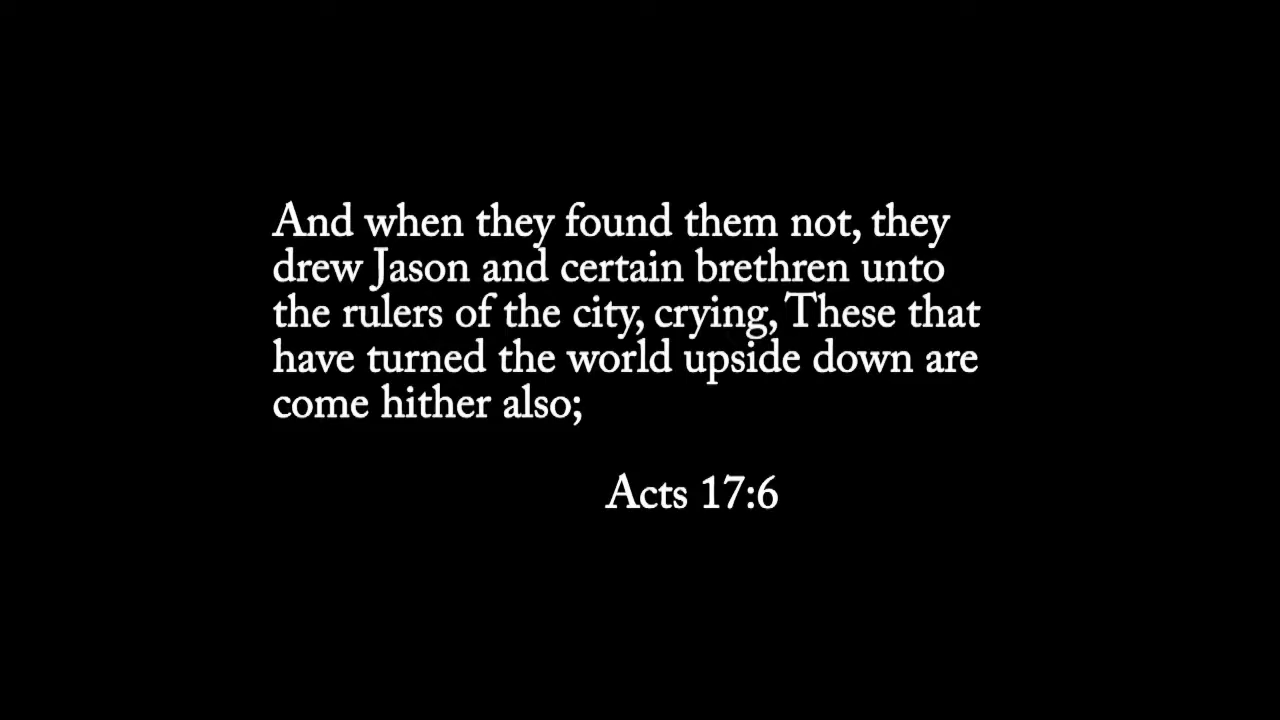 And when they found them not, they
drew Jason and certain brethren unto
the rulers of the city, crying, These that
have turned the world upside down are
come hither also;
Acts 17:6